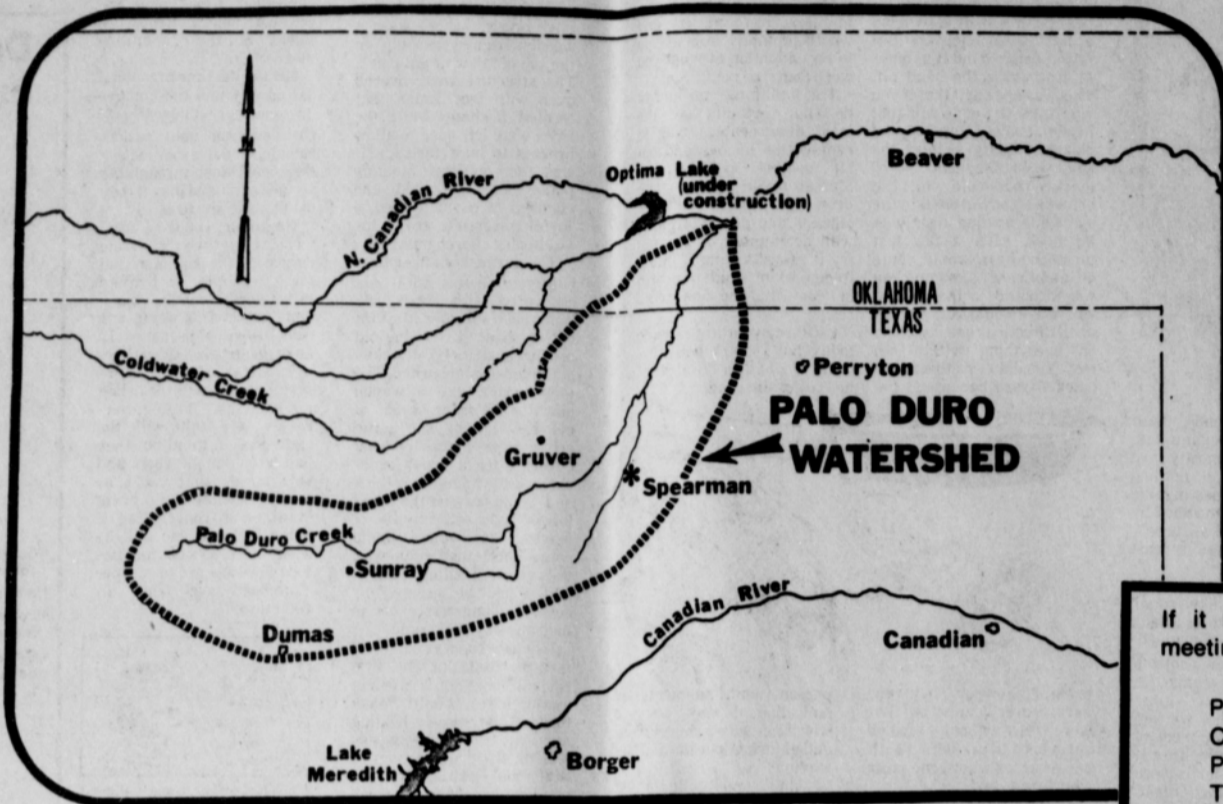 D
N
N. Canadian River
Optima Lake
(under
construction)
Beaver
OKLAHOMA
TEXAS
Coldwater Creek
Perryton
PALO DURO
WATERSHED
Gruver
Spearman
Palo Duro Creek
Sunray
Dumas
Canadian River
Canadian
Lake
Meredith
Borger
If it
meetin
P
C
P
T